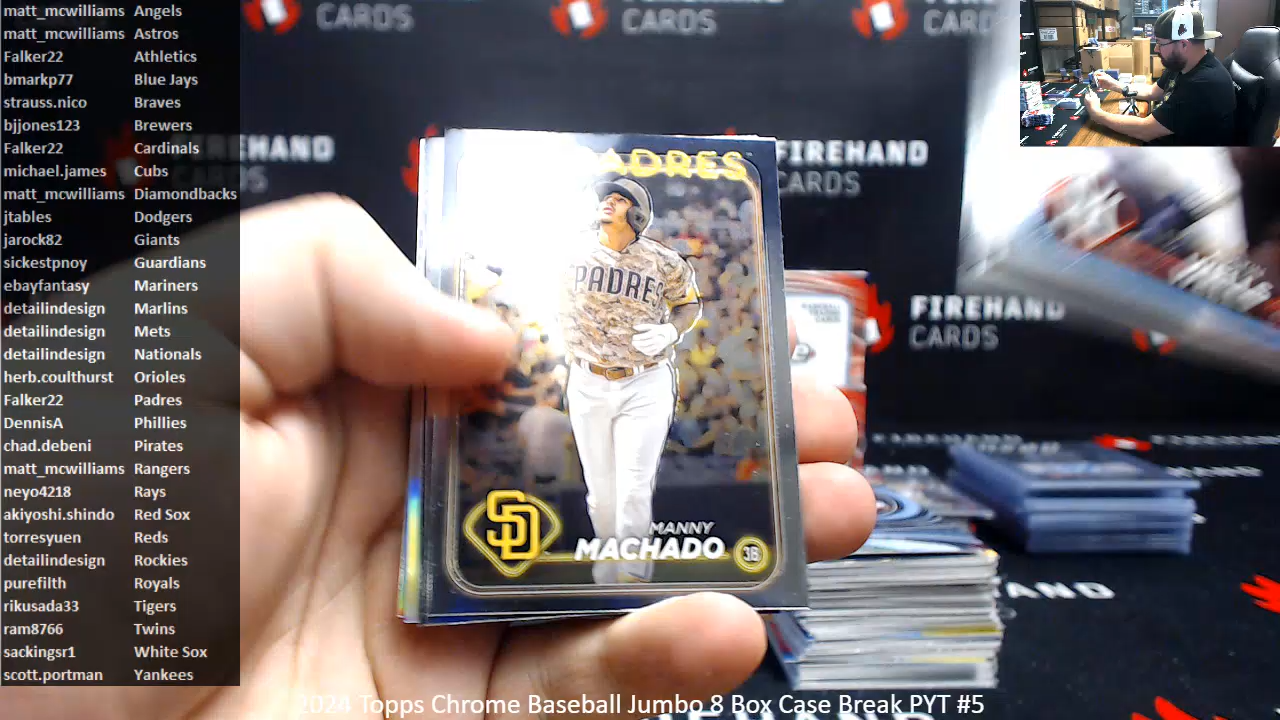 matt_mcwilliams Angels
matt_mcwilliams Astros
Falker22 Athletics
bmarkp77 Blue Jays
strauss.nico Braves
bjjones123 Brewers
Falker22 Cardinals
michael.james Cubs
matt_mcwilliams Diamondbacks
jtables Dodgers
jarock82 Giants
sickestpnoy Guardians
ebayfantasy Mariners
detailindesign Marlins
detailindesign Mets
detailindesign Nationals
herb.coulthurst Orioles
Falker22 Padres
DennisA Phillies
chad.debeni Pirates
matt_mcwilliams Rangers
neyo4218 Rays
akiyoshi.shindo Red Sox
torresyuen Reds
detailindesign Rockies
purefilth Royals
rikusada33 Tigers
ram8766 Twins
sackingsr1 White Sox
scott.portman Yankees
CARDS
CARDS
CARDS
FIREHAND
CARDS
FIREHAND
CARDS
PADRES
PADRES
SD
MANNY
MACHADO
3B
FIREHAND
CARDS
2024 Topps Chrome Baseball Jumbo 8 Box Case Break PYT #5